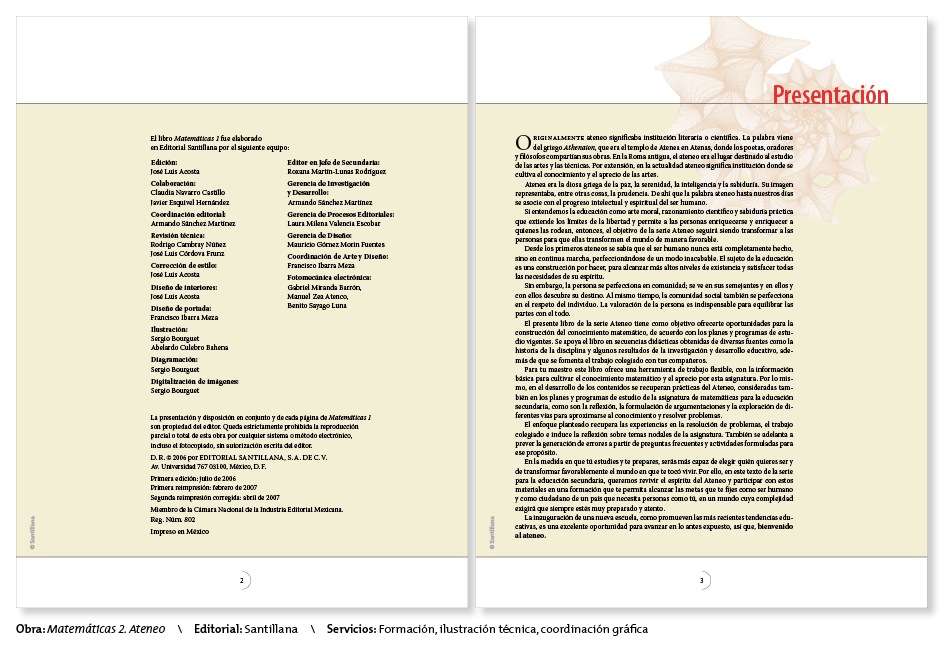 El libro Matemáticas I fue elaborado
en Editorial Santillana por el siguiente equipo:
Edición:
José Luis Acosta
Colaboración:
Claudia Navarro Castillo
Javier Esquivel Hernández
Coordinación editorial:
Armando Sánchez Martínez
Revisión técnica:
Rodrigo Cambray Núñez
José Luis Córdova Frunz
Corrección de estilo:
José Luis Acosta
Diseño de interiores:
José Luis Acosta
Diseño de portada:
Francisco Ibarra Meza
Ilustración:
Sergio Bourguet
Abelardo Culebro Bahena
Diagramación:
Sergio Bourguet
Digitalización de imágenes:
Sergio Bourguet
Editor en Jefe de Secundaria:
Roxana Martín-Lunas Rodríguez
Gerencia de Investigación
y Desarrollo:
Armando Sánchez Martínez
Gerencia de Procesos Editoriales:
Laura Milena Valencia Escobar
Gerencia de Diseño:
Mauricio Gómez Morin Fuentes
Coordinación de Arte y Diseño:
Francisco Ibarra Meza
Fotomecánica electrónica:
Gabriel Miranda Barrón,
Manuel Zea Atenco,
Benito Sayago Luna
La presentación y disposición en conjunto y de cada página de Matemáticas I
son propiedad del editor. Queda estrictamente prohibida la reproducción
parcial o total de esta obra por cualquier sistema o método electrónico,
incluso el fotocopiado, sin autorización escrita del editor.
D. R. © 2006 por EDITORIAL SANTILLANA, S. A. DE C. V.
Av. Universidad 767 03100, México, D. F.
Primera edición: julio de 2006
Primera reimpresión: febrero de 2007
Segunda reimpresión corregida: abril de 2007
Miembro de la Cámara Nacional de la Industria Editorial Mexicana.
Reg. Núm. 802
Impreso en México
© Santillana
2
Presentación
ORIGINALMENTE ateneo significaba institución literaria o científica. La palabra viene
del griego Athenaion, que era el templo de Atenea en Atenas, donde los poetas, oradores
y filósofos compartían sus obras. En la Roma antigua, el ateneo era el lugar destinado al estudio
de las artes y las técnicas. Por extensión, en la actualidad ateneo significa institución donde se
cultiva el conocimiento y el aprecio de las artes.
Atenea era la diosa griega de la paz, la serenidad, la inteligencia y la sabiduría. Su imagen
representaba, entre otras cosas, la prudencia. De ahí que la palabra ateneo hasta nuestros días
se asocie con el progreso intelectual y espiritual del ser humano.
Si entendemos la educación como arte moral, razonamiento científico y sabiduría práctica
que extiende los límites de la libertad y permite a las personas enriquecerse y enriquecer a
quienes las rodean, entonces, el objetivo de la serie Ateneo seguirá siendo transformar a las
personas para que ellas transformen el mundo de manera favorable.
Desde los primeros ateneos se sabía que el ser humano nunca está completamente hecho,
sino en continua marcha, perfeccionándose de un modo inacabable. El sujeto de la educación
es una construcción por hacer, para alcanzar más altos niveles de existencia y satisfacer todas
las necesidades de su espíritu.
Sin embargo, la persona se perfecciona en comunidad; se ve en sus semejantes y en ellos y
con ellos descubre su destino. Al mismo tiempo, la comunidad social también se perfecciona
en el respeto del individuo. La valoración de la persona es indispensable para equilibrar las
partes con el todo.
El presente libro de la serie Ateneo tiene como objetivo ofrecerte oportunidades para la
construcción del conocimiento matemático, de acuerdo con los planes y programas de estu-
dio vigentes. Se apoya el libro en secuencias didácticas obtenidas de diversas fuentes como la
historia de la disciplina y algunos resultados de la investigación y desarrollo educativo, ade-
más de que se fomenta el trabajo colegiado con tus compañeros.
Para tu maestro este libro ofrece una herramienta de trabajo flexible, con la información
básica para cultivar el conocimiento matemático y el aprecio por esta asignatura. Por lo mis-
mo, en el desarrollo de los contenidos se recuperan prácticas del Ateneo, consideradas tam-
bién en los planes y programas de estudio de la asignatura de matemáticas para la educación
secundaria, como son la reflexión, la formulación de argumentaciones y la exploración de di-
ferentes vías para aproximarse al conocimiento y resolver problemas.
El enfoque planteado recupera las experiencias en la resolución de problemas, el trabajo
colegiado e induce la reflexión sobre temas nodales de la asignatura. También se adelanta a
prever la generación de errores a partir de preguntas frecuentes y actividades formuladas para
ese propósito.
En la medida en que tú estudies y te prepares, serás más capaz de elegir quién quieres ser y
de transformar favorablemente el mundo en que te tocó vivir. Por ello, en este texto de la serie
para la educación secundaria, queremos revivir el espíritu del Ateneo y participar con estos
materiales en una formación que te permita alcanzar las metas que te fijes como ser humano
y como ciudadano de un país que necesita personas como tú, en un mundo cuya complejidad
exigirá que siempre estés muy preparado y atento.
La inauguración de una nueva escuela, como promueven las más recientes tendencias edu-
cativas, es una excelente oportunidad para avanzar en lo antes expuesto, así que, bienvenido
al ateneo.
© Santillana
3
Obra: Matemáticas 2. Ateneo \ Editorial: Santillana \ Servicios: Formación, ilustración técnica, coordinación gráfica